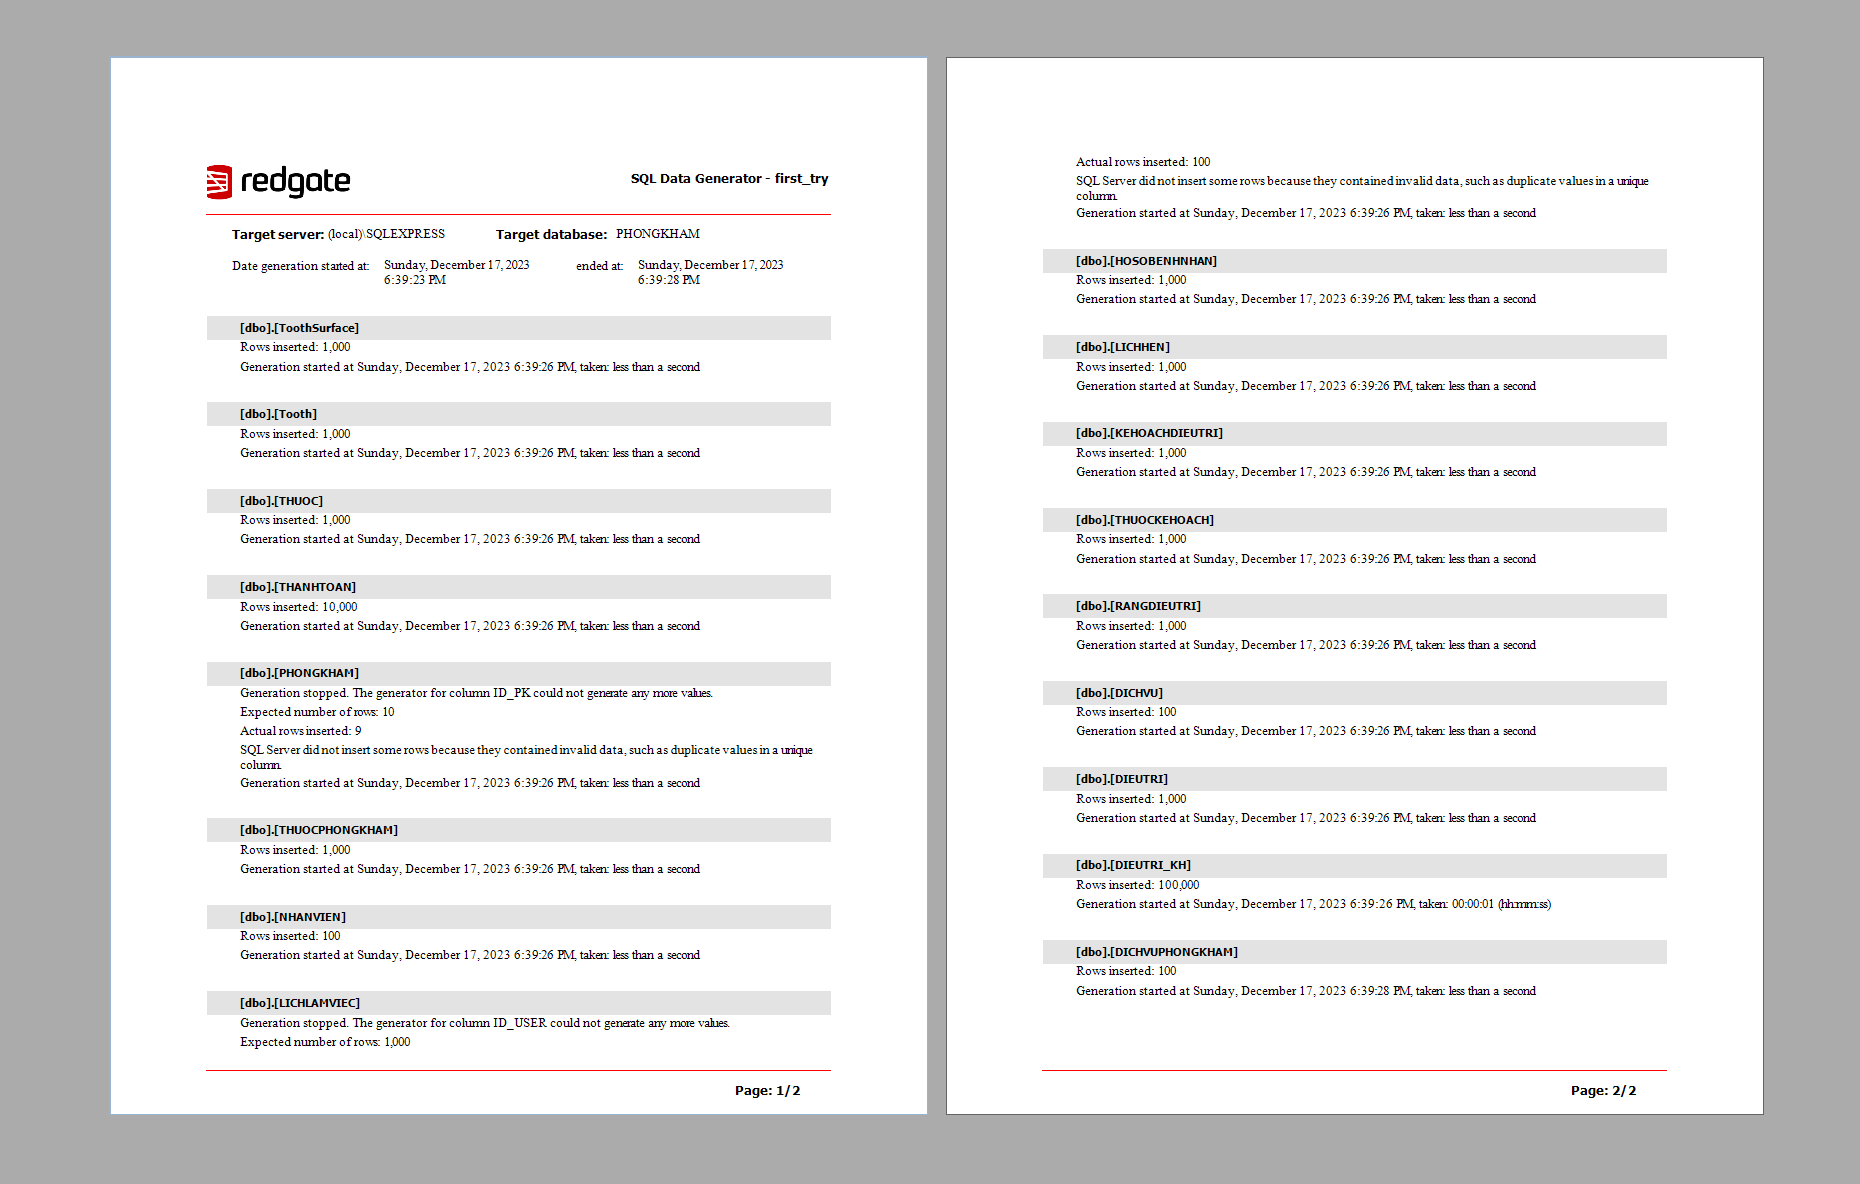 redgate
SQL Data Generator - first_try
Target server: (local)\SQLEXPRESS Target database: PHONGKHAM
Date generation started at: Sunday, December 17, 2023 ended at: Sunday, December 17, 2023
6:39:23 PM 6:39:28 PM
[dbo].[ToothSurface]
Rows inserted: 1,000
Generation started at Sunday, December 17, 2023 6:39:26 PM, taken: less than a second
[dbo].[Tooth]
Rows inserted: 1,000
Generation started at Sunday, December 17, 2023 6:39:26 PM, taken: less than a second
[dbo].[THUOC]
Rows inserted: 1,000
Generation started at Sunday, December 17, 2023 6:39:26 PM, taken: less than a second
[dbo].[THANHTOAN]
Rows inserted: 10,000
Generation started at Sunday, December 17, 2023 6:39:26 PM, taken: less than a second
[dbo].[PHONGKHAM]
Generation stopped. The generator for column ID_PK could not generate any more values.
Expected number of rows: 10
Actual rows inserted: 9
SQL Server did not insert some rows because they contained invalid data, such as duplicate values in a unique
column.
Generation started at Sunday, December 17, 2023 6:39:26 PM, taken: less than a second
[dbo].[THUOCPHONGKHAM]
Rows inserted: 1,000
Generation started at Sunday, December 17, 2023 6:39:26 PM, taken: less than a second
[dbo].[NHANVIEN]
Rows inserted: 100
Generation started at Sunday, December 17, 2023 6:39:26 PM, taken: less than a second
[dbo].[LICHLAMVIEC]
Generation stopped. The generator for column ID_USER could not generate any more values.
Expected number of rows: 1,000
Page: 1/2
Actual rows inserted: 100
SQL Server did not insert some rows because they contained invalid data, such as duplicate values in a unique
column.
Generation started at Sunday, December 17, 2023 6:39:26 PM, taken: less than a second
[dbo].[HOSOBENHNHAN]
Rows inserted: 1,000
Generation started at Sunday, December 17, 2023 6:39:26 PM, taken: less than a second
[dbo].[LICHHEN]
Rows inserted: 1,000
Generation started at Sunday, December 17, 2023 6:39:26 PM, taken: less than a second
[dbo].[KEHOACHDIEUTRI]
Rows inserted: 1,000
Generation started at Sunday, December 17, 2023 6:39:26 PM, taken: less than a second
[dbo].[THUOCKEHOACH]
Rows inserted: 1,000
Generation started at Sunday, December 17, 2023 6:39:26 PM, taken: less than a second
[dbo].[RANGDIEUTRI]
Rows inserted: 1,000
Generation started at Sunday, December 17, 2023 6:39:26 PM, taken: less than a second
[dbo].[DICHVU]
Rows inserted: 100
Generation started at Sunday, December 17, 2023 6:39:26 PM, taken: less than a second
[dbo].[DIEUTRI]
Rows inserted: 1,000
Generation started at Sunday, December 17, 2023 6:39:26 PM, taken: less than a second
[dbo].[DIEUTRI_KH]
Rows inserted: 100,000
Generation started at Sunday, December 17, 2023 6:39:26 PM, taken: 00:00:01 (hh:mm:ss)
[dbo].[DICHVUPHONGKHAM]
Rows inserted: 100
Generation started at Sunday, December 17, 2023 6:39:28 PM, taken: less than a second
Page: 2/2